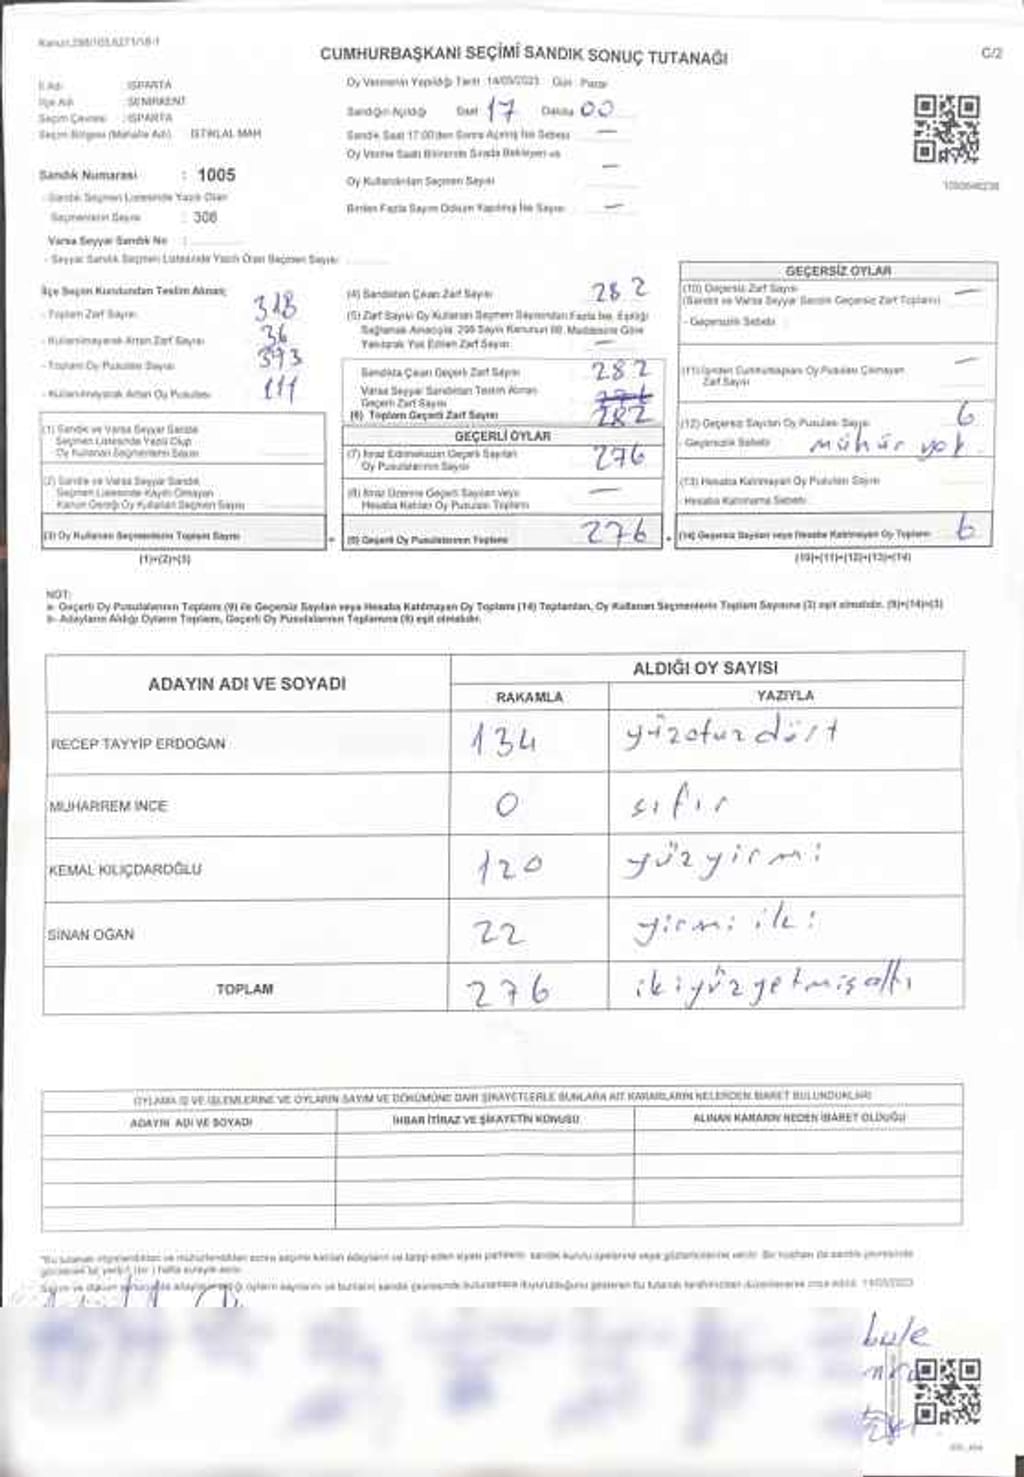 Kanun:298/103,6271/18-1
CUMHURBAŞKANI SEÇİMİ SANDIK SONUÇ TUTANAĞI
C/2
İl Adı : ISPARTA
İlçe Adı : SENİRKENT
Seçim Çevresi : ISPARTA
Seçim Bölgesi (Mahalle Adı) İSTİKLAL MAH
Sandık Numarası : 1005
- Sandık Seçmen Listesinde Yazılı Olan
Seçmenlerin Sayısı : 308
Varsa Seyyar Sandık No :
- Seyyar Sandık Seçmen Listesinde Yazılı Olan Seçmen Sayısı
Oy Vermenin Yapıldığı Tarih :14/05/2023 Gün : Pazar
Sandığın Açıldığı Saat 17 Dakika 00
Sandık Saat 17:00'den Sonra Açılmış İse Sebebi —
Oy Verme Saati Bitiminde Sırada Bekleyen ve
Oy Kullandırılan Seçmen Sayısı —
Birden Fazla Sayım Döküm Yapılmış İse Sayısı —
İlçe Seçim Kurulundan Teslim Alınan;
- Toplam Zarf Sayısı 318
- Kullanılmayarak Artan Zarf Sayısı 36
- Toplam Oy Pusulası Sayısı 393
- Kullanılmayarak Artan Oy Pusulası 111
(1) Sandık ve Varsa Seyyar Sandık
Seçmen Listesinde Yazılı Olup
Oy Kullanan Seçmenlerin Sayısı
(2) Sandık ve Varsa Seyyar Sandık
Seçmen Listesinde Kayıtlı Olmayan
Kanun Gereği Oy Kullanan Seçmen Sayısı
(3) Oy Kullanan Seçmenlerin Toplam Sayısı
(1)+(2)=(3)
(4) Sandıktan Çıkan Zarf Sayısı 282
(5) Zarf Sayısı Oy Kullanan Seçmen Sayısından Fazla İse, Eşitliği
Sağlamak Amacıyla, 298 Sayılı Kanunun 98. Maddesine Göre
Yakılarak Yok Edilen Zarf Sayısı —
Sandıkta Çıkan Geçerli Zarf Sayısı 282
Varsa Seyyar Sandıktan Teslim Alınan
Geçerli Zarf Sayısı 276
(6) Toplam Geçerli Zarf Sayısı 282
GEÇERLİ OYLAR
(7) İtiraz Edilmeksizin Geçerli Sayılan
Oy Pusulalarının Sayısı 276
(8) İtiraz Üzerine Geçerli Sayılan veya
Hesaba Katılan Oy Pusulası Toplamı —
(9) Geçerli Oy Pusulalarının Toplamı 276
GEÇERSİZ OYLAR
(10) Geçersiz Zarf Sayısı —
(Sandık ve Varsa Seyyar Sandık Geçersiz Zarf Toplamı)
- Geçersizlik Sebebi
(11) İçinden Cumhurbaşkanı Oy Pusulası Çıkmayan —
Zarf Sayısı
(12) Geçersiz Sayılan Oy Pusulası Sayısı 6
- Geçersizlik Sebebi mühür yok
(13) Hesaba Katılmayan Oy Pusulası Sayısı
- Hesaba Katılmama Sebebi
(14) Geçersiz Sayılan veya Hesaba Katılmayan Oy Toplamı 6
(10)+(11)+(12)+(13)=(14)
NOT:
a- Geçerli Oy Pusulalarının Toplamı (9) ile Geçersiz Sayılan veya Hesaba Katılmayan Oy Toplamı (14) Toplamları, Oy Kullanan Seçmenlerin Toplam Sayısına (3) eşit olmalıdır. (9)+(14)=(3)
b- Adayların Aldığı Oyların Toplamı, Geçerli Oy Pusulalarının Toplamına (9) eşit olmalıdır.
ADAYIN ADI VE SOYADI
ALDIĞI OY SAYISI
RAKAMLA YAZIYLA
RECEP TAYYİP ERDOĞAN 134 yüzotuzdört
MUHARREM İNCE 0 sıfır
KEMAL KILIÇDAROĞLU 120 yüzyirmi
SİNAN OĞAN 22 yirmi iki
TOPLAM 276 ikiyüzyetmişaltı
OYLAMA İŞ VE İŞLEMLERİNE VE OYLARIN SAYIM VE DÖKÜMÜNE DAİR ŞİKAYETLERLE BUNLARA AİT KARARLARIN NELERDEN İBARET BULUNDUKLARI
ADAYIN ADI VE SOYADI İHBAR İTİRAZ VE ŞİKAYETİN KONUSU ALINAN KARARIN NEDEN İBARET OLDUĞU